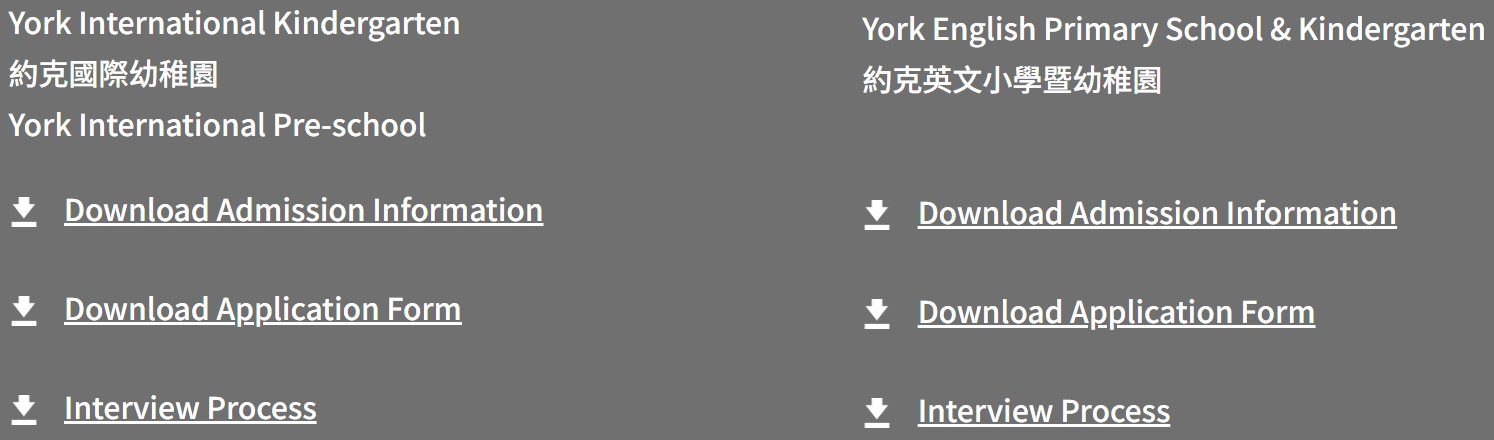 York International Kindergarten
約克國際幼稚園
York International Pre-school
Download Admission Information
Download Application Form
Interview Process
York English Primary School & Kindergarten
約克英文小學暨幼稚園
Download Admission Information
Download Application Form
Interview Process